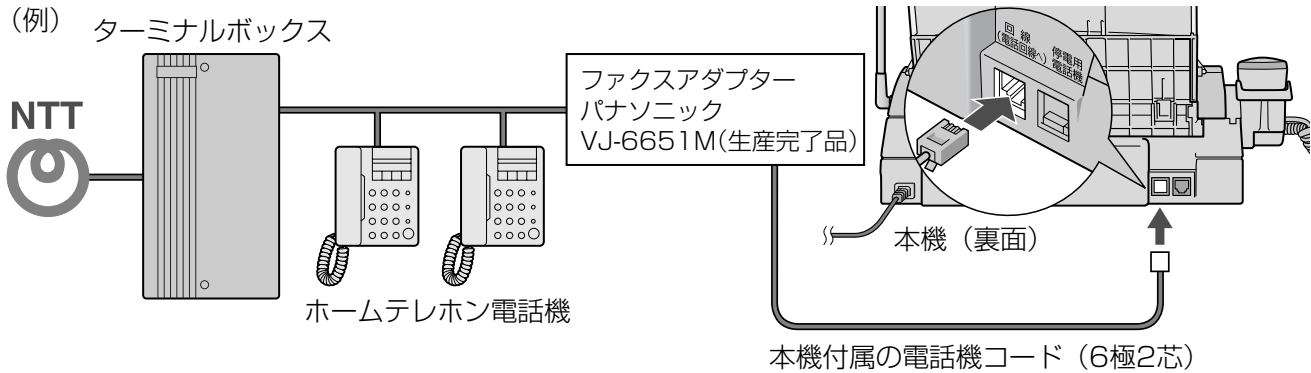 (例)
ターミナルボックス
NTT
ホームテレホン電話機
ファクスアダプター
パナソニック
VJ-6651M(生産完了品)
回 線
(電話回線へ)
停電用
電話機
本機(裏面)
本機付属の電話機コード(6極2芯)